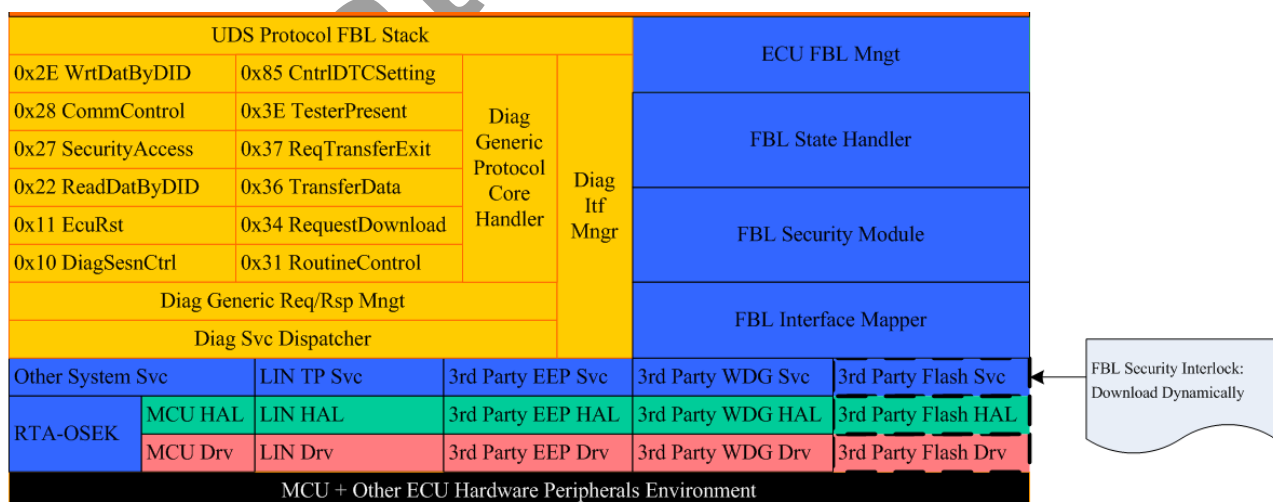 UDS Protocol FBL Stack
ECU FBL Mngt
0x2E WrtDatByDID
0x85 CntrlDTCSetting
0x28 CommControl
0x3E TesterPresent
0x27 SecurityAccess
0x37 ReqTransferExit
0x22 ReadDatByDID
0x36 TransferData
0x11 EcuRst
0x34 RequestDownload
0x10 DiagSesnCtrl
0x31 RoutineControl
Diag
Generic
Protocol
Core
Handler
Diag
Itf
Mngr
FBL State Handler
FBL Security Module
Diag Generic Req/Rsp Mngt
Diag Svc Dispatcher
FBL Interface Mapper
Other System Svc
LIN TP Svc
3rd Party EEP Svc
3rd Party WDG Svc
3rd Party Flash Svc
FBL Security Interlock:
Download Dynamically
RTA-OSEK
MCU HAL
LIN HAL
3rd Party EEP HAL
3rd Party WDG HAL
3rd Party Flash HAL
MCU Drv
LIN Drv
3rd Party EEP Drv
3rd Party WDG Drv
3rd Party Flash Drv
MCU + Other ECU Hardware Peripherals Environment